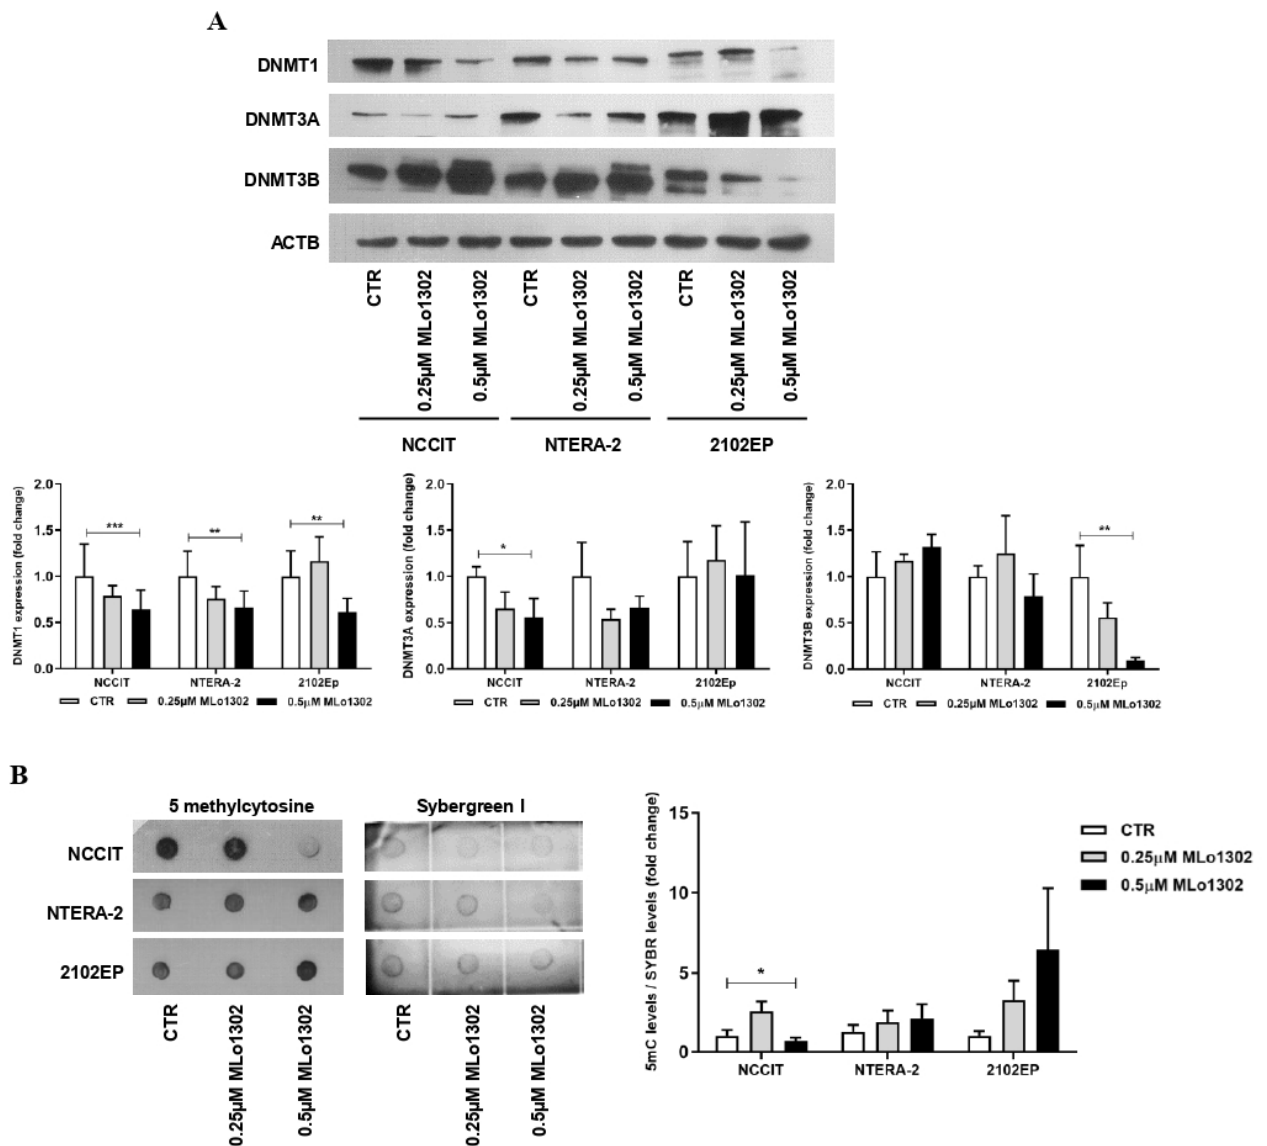 A
DNMT1
DNMT3A
DNMT3B
ACTB
CTR
0.25µM MLo1302
0.5µM MLo1302
CTR
0.25µM MLo1302
0.5µM MLo1302
CTR
0.25µM MLo1302
0.5µM MLo1302
NCCIT
NTERA-2
2102EP
DNMT1 expression (fold change)
2.0
1.5
1.0
0.5
0.0
***
**
**
NCCIT
NTERA-2
2102Ep
CTR
0.25µM MLo1302
0.5µM MLo1302
DNMT3A expression (fold change)
2.0
1.5
1.0
0.5
0.0
*
NCCIT
NTERA-2
2102Ep
CTR
0.25µM MLo1302
0.5µM MLo1302
DNMT3B expression (fold change)
2.0
1.5
1.0
0.5
0.0
**
NCCIT
NTERA-2
2102Ep
CTR
0.25µM MLo1302
0.5µM MLo1302
B
5 methylcytosine
Sybergreen I
NCCIT
NTERA-2
2102EP
CTR
0.25µM MLo1302
0.5µM MLo1302
CTR
0.25µM MLo1302
0.5µM MLo1302
5mC levels / SYBR levels (fold change)
15
10
5
0
*
NCCIT
NTERA-2
2102EP
CTR
0.25µM MLo1302
0.5µM MLo1302